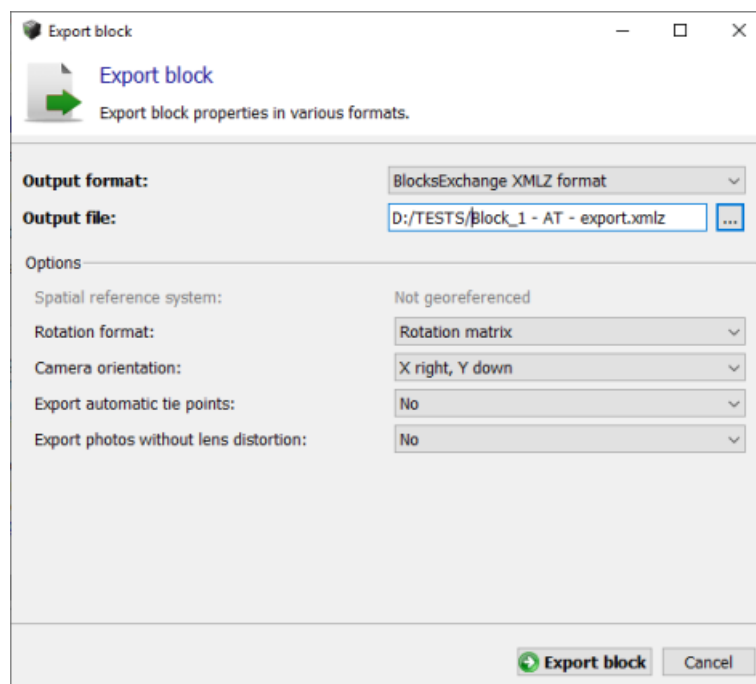 Export block
Export block
Export block properties in various formats.
Output format: BlocksExchange XMLZ format
Output file: D:/TESTS/Block_1 - AT - export.xmlz ...
Options
Spatial reference system: Not georeferenced
Rotation format: Rotation matrix
Camera orientation: X right, Y down
Export automatic tie points: No
Export photos without lens distortion: No
Export block Cancel